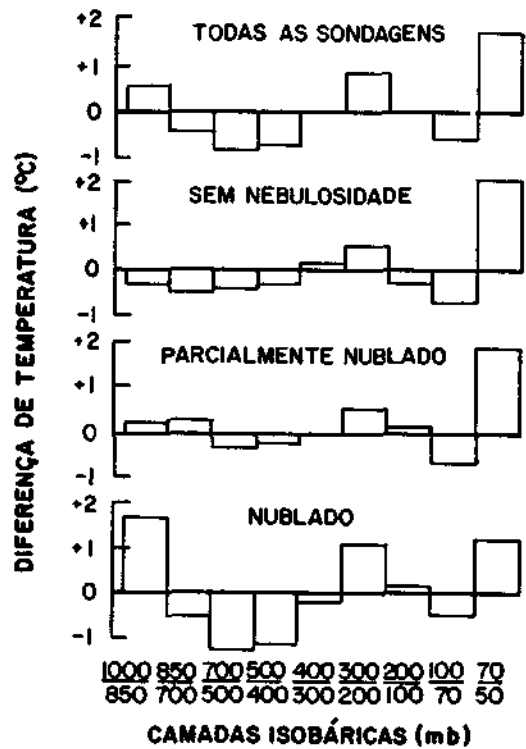 DIFERENÇA DE TEMPERATURA (ºC)
TODAS AS SONDAGENS
+2
+1
0
-1
SEM NEBULOSIDADE
+2
+1
0
-1
PARCIALMENTE NUBLADO
+2
+1
0
-1
NUBLADO
+2
+1
0
-1
1000 850 700 500 400 300 200 100 70
850 700 500 400 300 200 100 70 50
CAMADAS ISOBÁRICAS (mb)